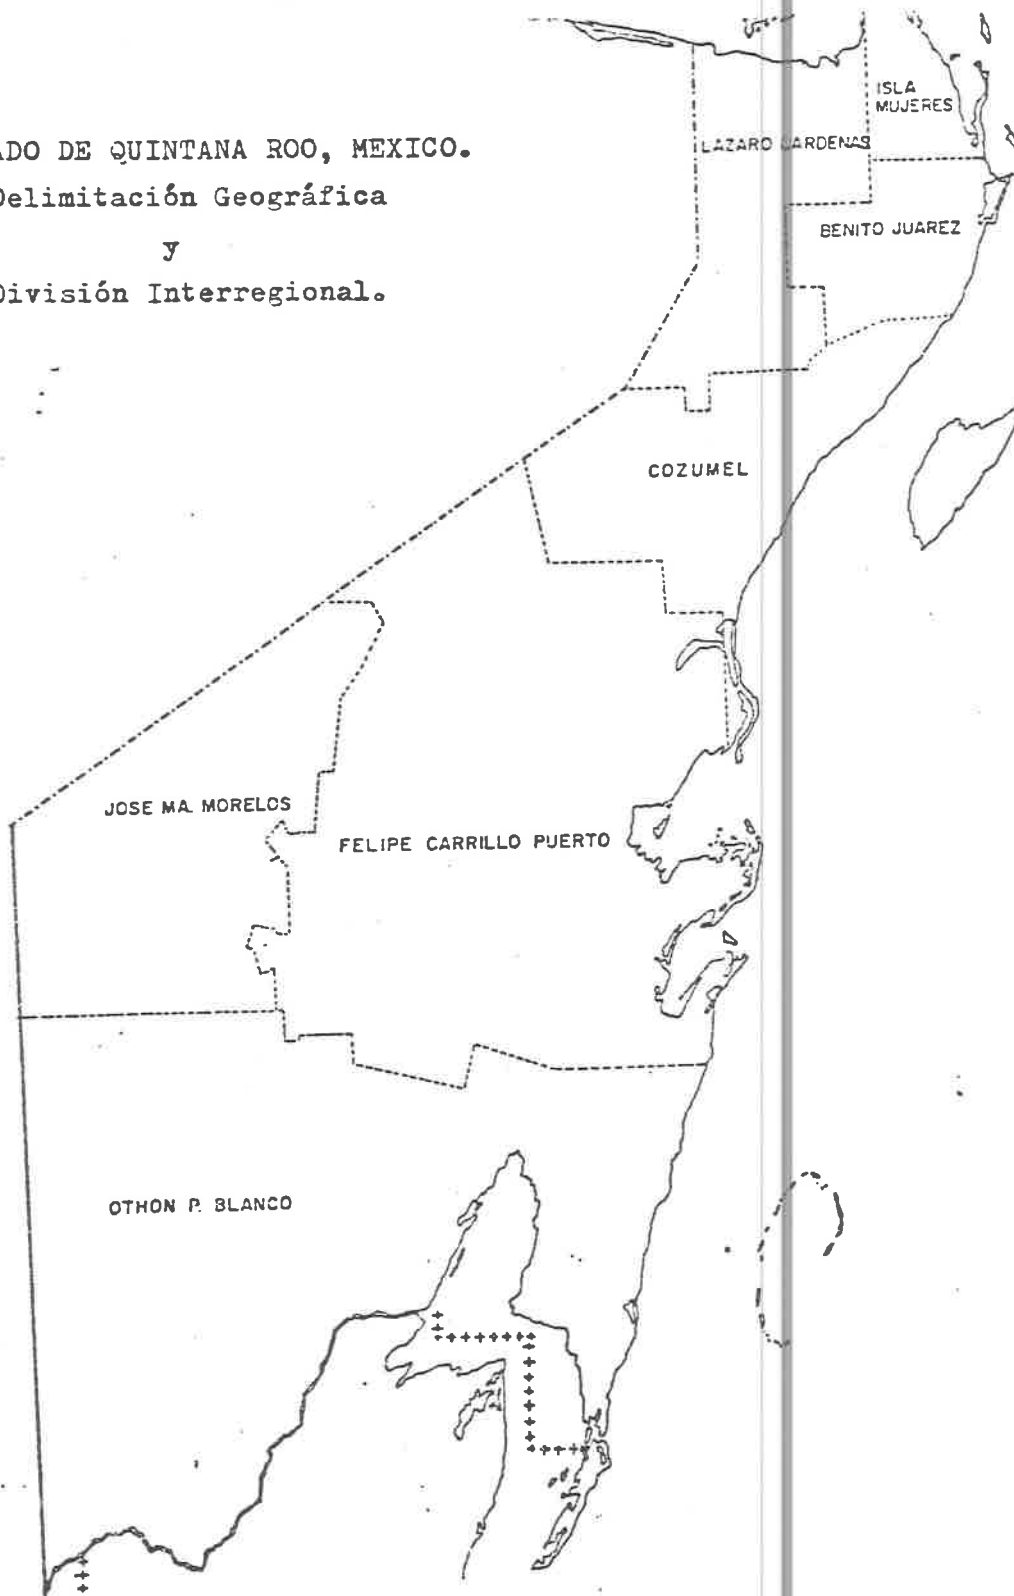 ADO DE QUINTANA ROO, MEXICO.
Delimitación Geográfica
y
División Interregional.
ISLA
MUJERES
LAZARO CARDENAS
BENITO JUAREZ
COZUMEL
JOSE MA. MORELOS
FELIPE CARRILLO PUERTO
OTHON P. BLANCO